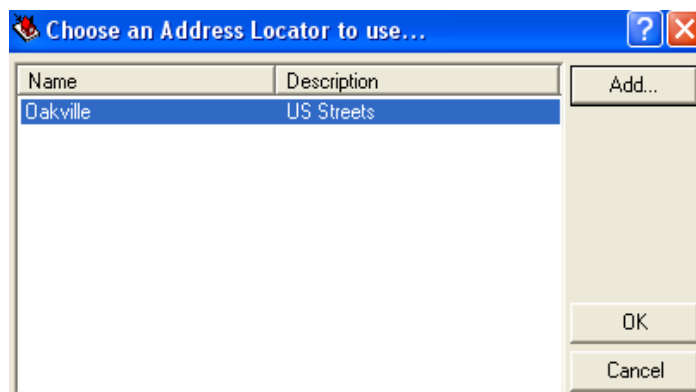 Choose an Address Locator to use...
Name Description Add...
Oakville US Streets
OK
Cancel